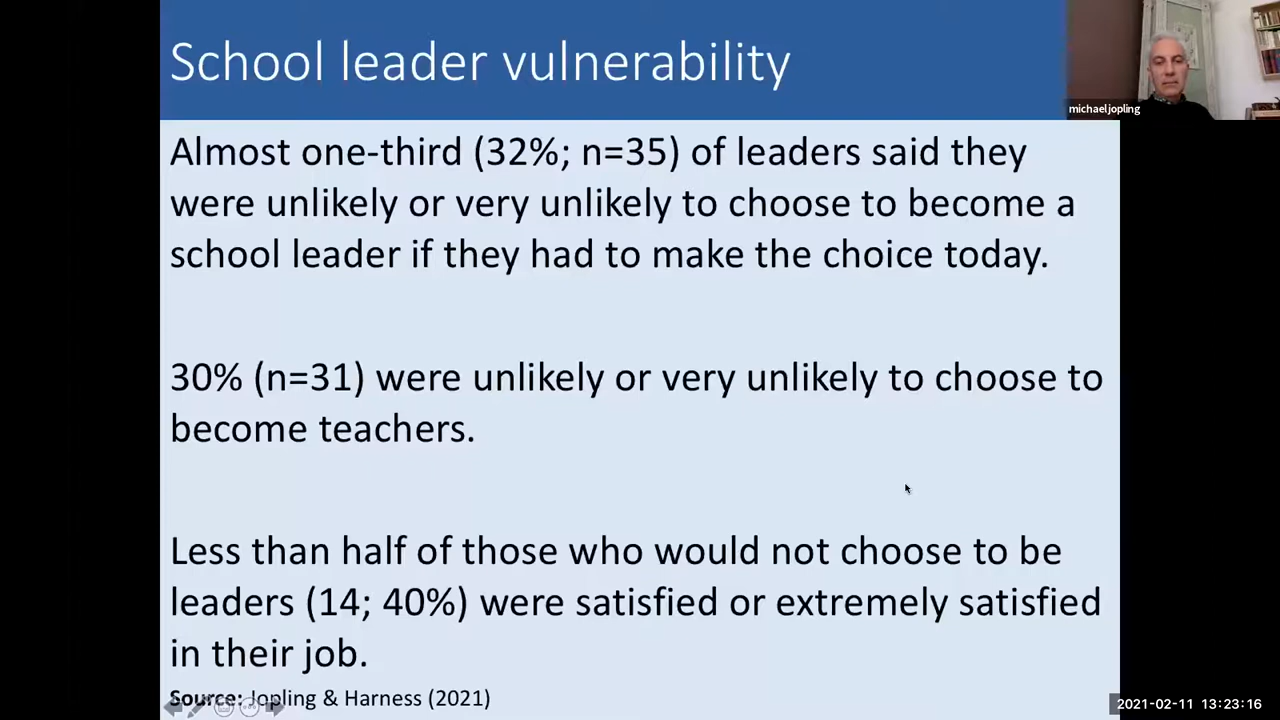 School leader vulnerability
michaeljopling
Almost one-third (32%; n=35) of leaders said they
were unlikely or very unlikely to choose to become a
school leader if they had to make the choice today.
30% (n=31) were unlikely or very unlikely to choose to
become teachers.
Less than half of those who would not choose to be
leaders (14; 40%) were satisfied or extremely satisfied
in their job.
Source: Jopling & Harness (2021)
2021-02-11 13:23:16